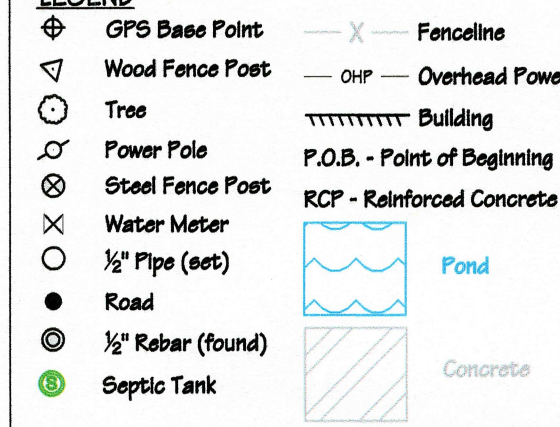 LEGEND
GPS Base Point
Wood Fence Post
Tree
Power Pole
Steel Fence Post
Water Meter
½" Pipe (set)
Road
½" Rebar (found)
S Septic Tank
X Fenceline
OHP Overhead Powe
Building
P.O.B. - Point of Beginning
RCP - Reinforced Concrete
Pond
Concrete